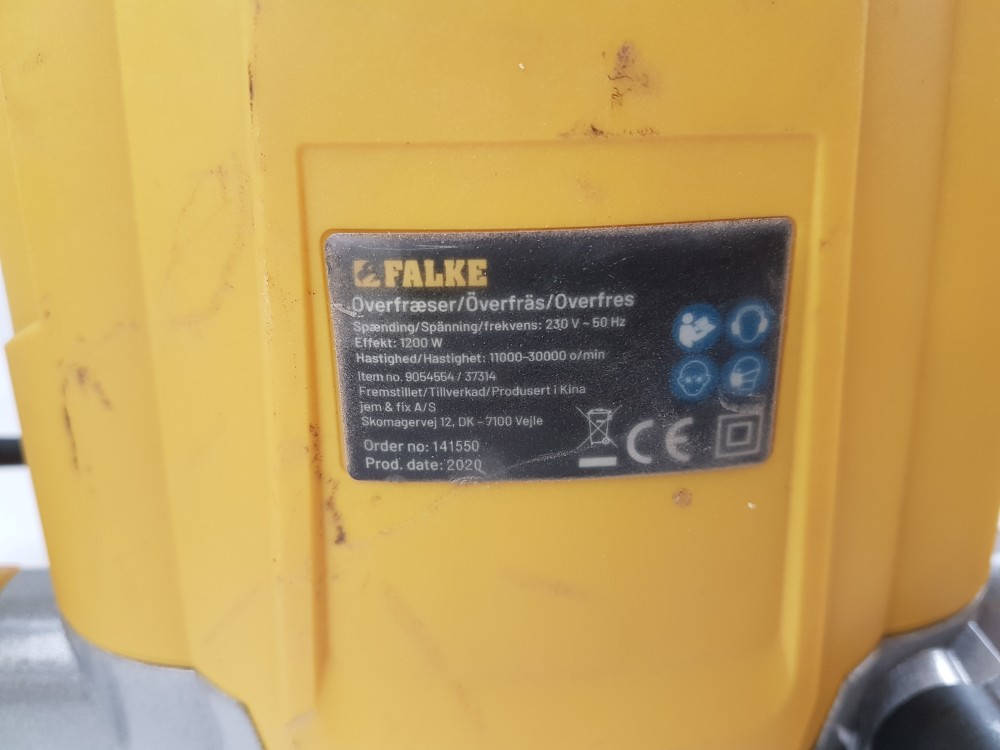 FALKE
Overfræser/Överfräs/Overfres
Spænding/Spänning/frekvens: 230 V ~ 50 Hz
Effekt: 1200 W
Hastighed/Hastighet: 11000-30000 o/min
Item no. 9054554 / 37314
Fremstillet/Tillverkad/Produsert i Kina
jem & fix A/S
Skomagervej 12, DK - 7100 Vejle
Order no: 141550
Prod. date: 2020
CE